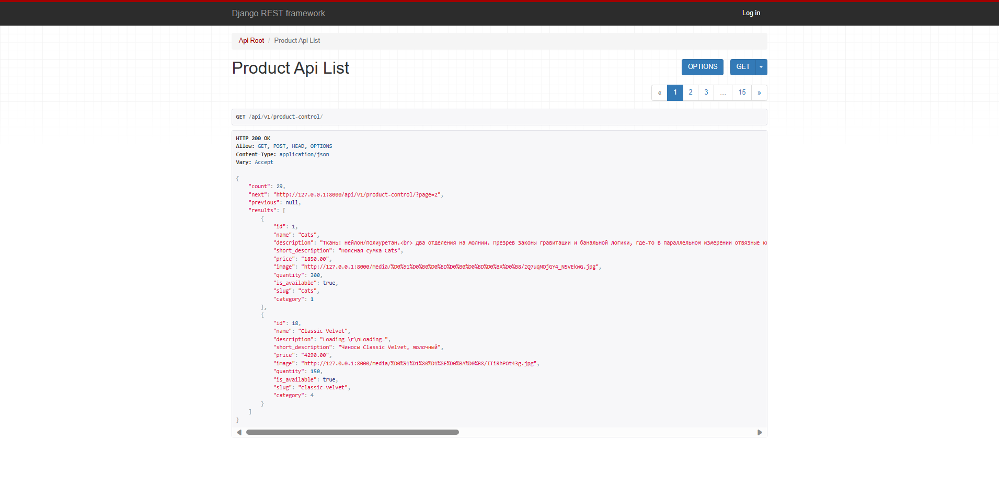 Django REST framework
Log in
Api Root / Product Api List
Product Api List
OPTIONS
GET
« 1 2 3 … 15 »
GET /api/v1/product-control/
HTTP 200 OK
Allow: GET, POST, HEAD, OPTIONS
Content-Type: application/json
Vary: Accept
{
"count": 29,
"next": "http://127.0.0.1:8000/api/v1/product-control/?page=2",
"previous": null,
"results": [
{
"id": 1,
"name": "Cats",
"description": "Ткань: нейлон/полиуретан.<br> Два отделения на молнии. Презрев законы гравитации и банальной логики, где-то в параллельном измерении отвязные
"short_description": "Поясная сумка Cats",
"price": "1850.00",
"image": "http://127.0.0.1:8000/media/%D0%91%D0%B0%D0%BD%D0%B0%D0%BD%D0%BA%D0%B8/zQ7uqMOjGY4_N5VEkwG.jpg",
"quantity": 300,
"is_available": true,
"slug": "cats",
"category": 1
},
{
"id": 18,
"name": "Classic Velvet",
"description": "Loading…\r\nLoading…",
"short_description": "Чиносы Classic Velvet, молочный",
"price": "4290.00",
"image": "http://127.0.0.1:8000/media/%D0%91%D1%80%D1%8E%D0%BA%D0%B8/ITiRhPOt43g.jpg",
"quantity": 150,
"is_available": true,
"slug": "classic-velvet",
"category": 4
}
]
}